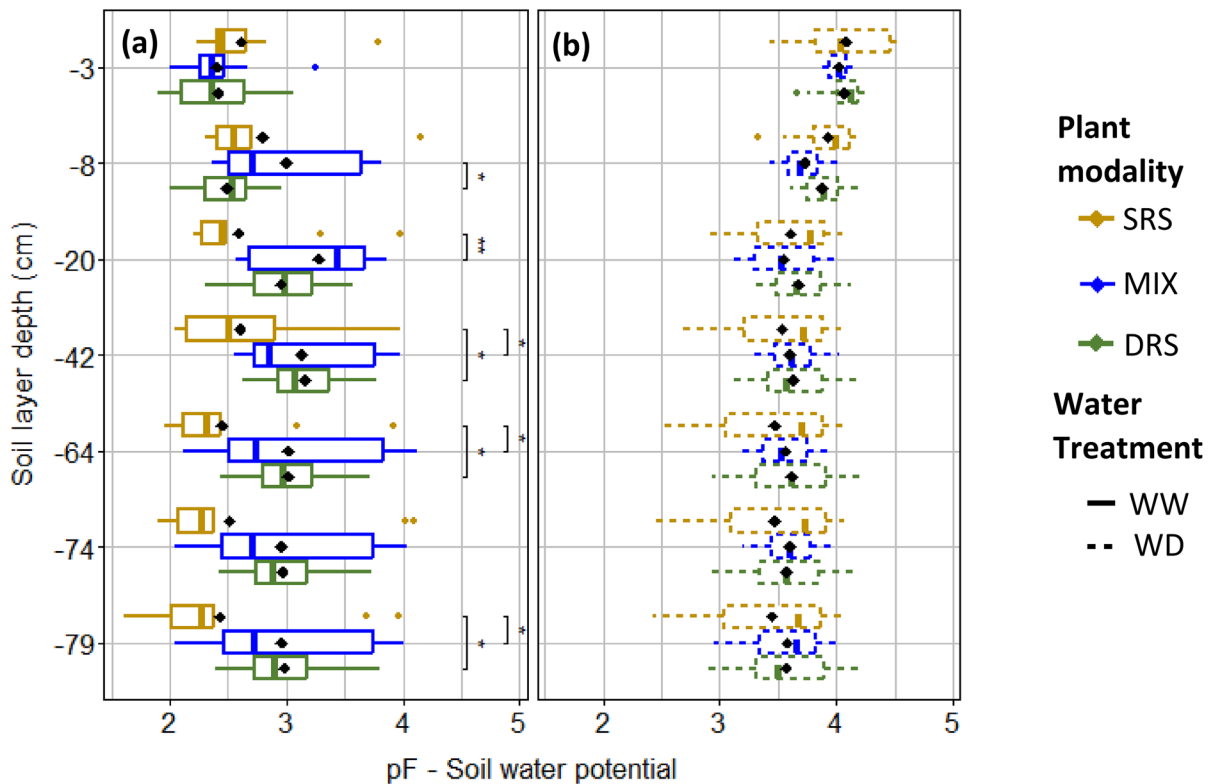 (a)
(b)
Soil layer depth (cm)
-3
-8
*
-20
***
-42
* *
-64
* *
-74
-79
* *
2 3 4 5
2 3 4 5
pF - Soil water potential
Plant
modality
SRS
MIX
DRS
Water
Treatment
WW
WD